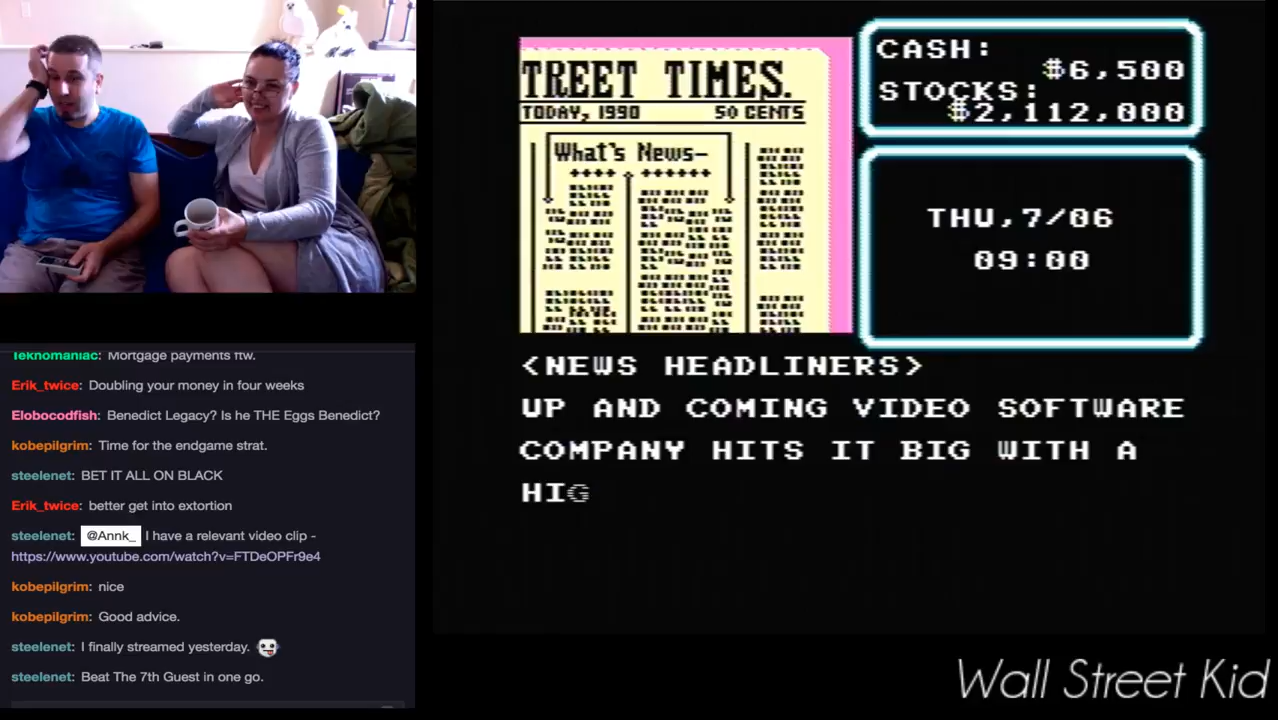 TREET TIMES.
TODAY, 1990 50 CENTS
What's News—
CASH:
$6,500
STOCKS:
$2,112,000
THU,7/06
09:00
<NEWS HEADLINERS>
UP AND COMING VIDEO SOFTWARE
COMPANY HITS IT BIG WITH A
HIG
Teknomaniac: Mortgage payments ftw.
Erik_twice: Doubling your money in four weeks
Elobocodfish: Benedict Legacy? Is he THE Eggs Benedict?
kobepilgrim: Time for the endgame strat.
steelenet: BET IT ALL ON BLACK
Erik_twice: better get into extortion
steelenet: @Annk_ I have a relevant video clip -
https://www.youtube.com/watch?v=FTDeOPFr9e4
kobepilgrim: nice
kobepilgrim: Good advice.
steelenet: I finally streamed yesterday.
steelenet: Beat The 7th Guest in one go.
Wall Street Kid